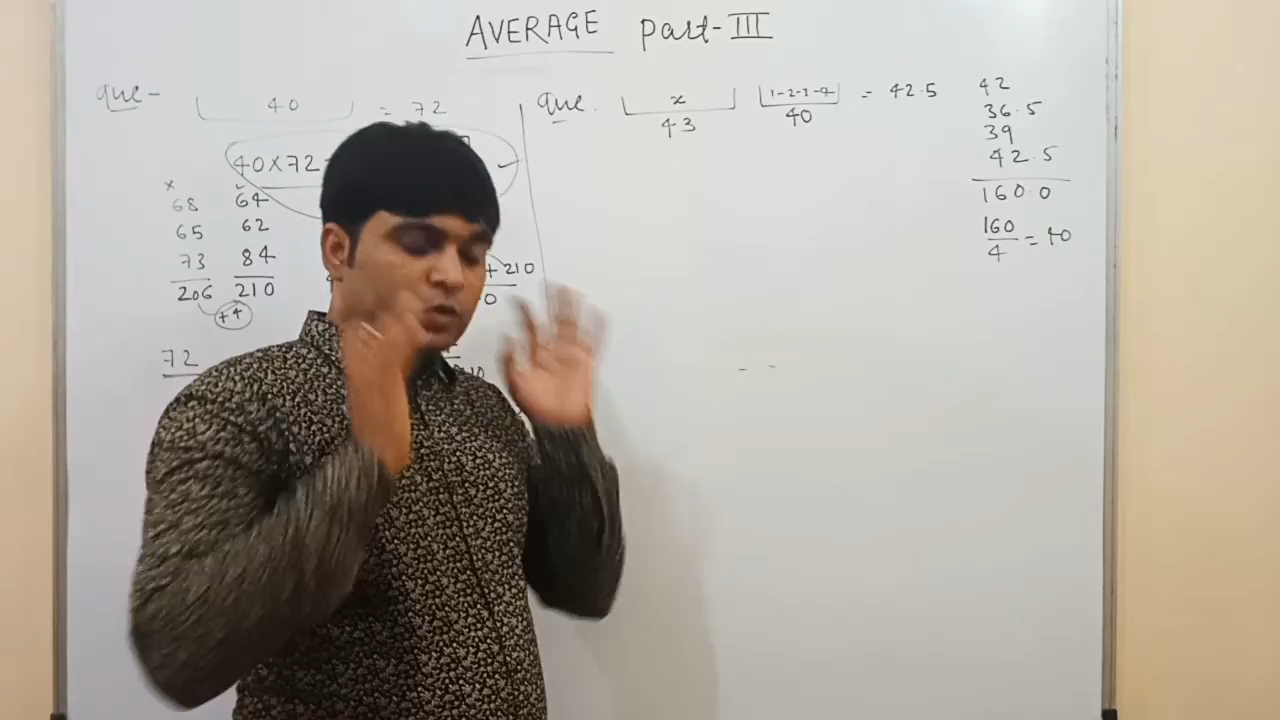 AVERAGE part-III
que-
40 = 72
40×72
×
68 64
65 62
73 84
206 210
+4
+210
72
que.
x 1-2-3-4 = 42.5
43 40
42
36.5
39
42.5
160.0
160
4 = 40